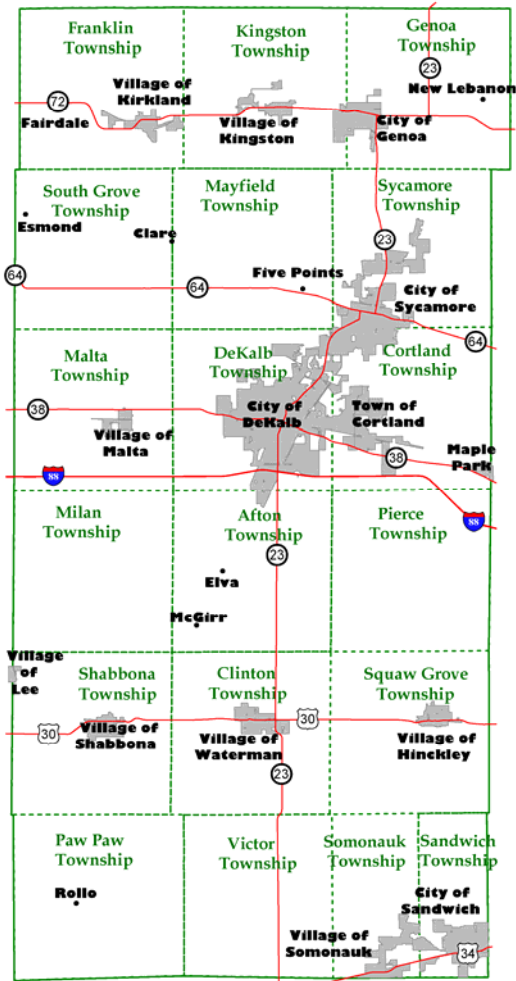 Franklin
Township
Kingston
Township
Genoa
Township
23
New Lebanon
Village of
Kirkland
72
Fairdale
Village of
Kingston
City of
Genoa
South Grove
Township
Mayfield
Township
Sycamore
Township
Esmond
Clare
23
64
64
Five Points
City of
Sycamore
64
Malta
Township
DeKalb
Township
Cortland
Township
38
Village of
Malta
City of
DeKalb
Town of
Cortland
38
Maple
Park
88
88
Milan
Township
Afton
Township
Pierce
Township
23
Elva
McGirr
Village
of
Lee
Shabbona
Township
Clinton
Township
Squaw Grove
Township
30
Village of
Shabbona
Village of
Waterman
30
Village of
Hinckley
23
Paw Paw
Township
Victor
Township
Somonauk
Township
Sandwich
Township
Rollo
City of
Sandwich
Village of
Somonauk
34